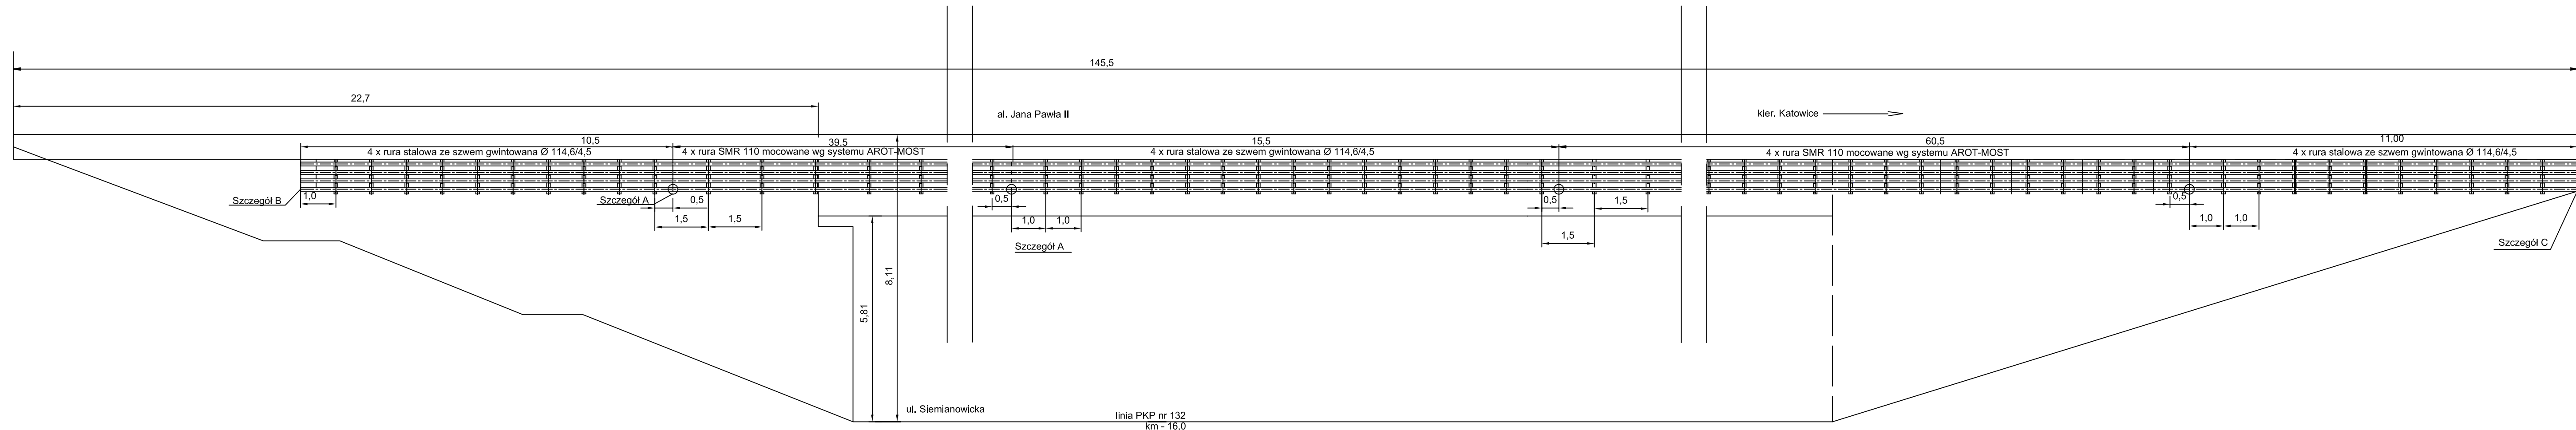 145,5
22,7
al. Jana Pawła II
kier. Katowice
10,5
39,5
15,5
60,5
11,00
4 x rura stalowa ze szwem gwintowana Ø 114,6/4,5
4 x rura SMR 110 mocowane wg systemu AROT-MOST
4 x rura stalowa ze szwem gwintowana Ø 114,6/4,5
4 x rura SMR 110 mocowane wg systemu AROT-MOST
4 x rura stalowa ze szwem gwintowana Ø 114,6/4,5
Szczegół B
1,0
Szczegół A
0,5
1,5
1,5
0,5
1,0
1,0
Szczegół A
0,5
1,5
1,5
0,5
1,0
1,0
Szczegół C
5,81
8,11
ul. Siemianowicka
linia PKP nr 132
km - 16,0